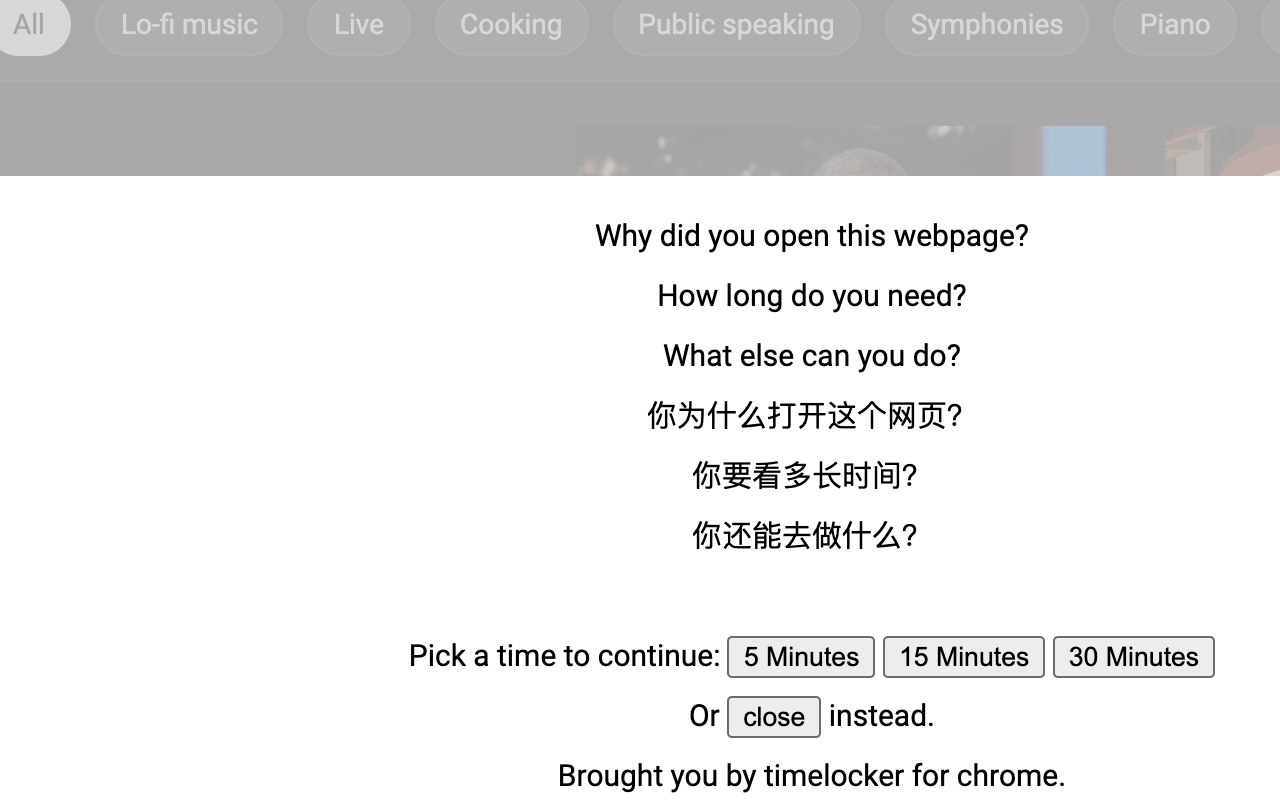 All Lo-fi music Live Cooking Public speaking Symphonies Piano
Why did you open this webpage?
How long do you need?
What else can you do?
你为什么打开这个网页?
你要看多长时间?
你还能去做什么?
Pick a time to continue: 5 Minutes 15 Minutes 30 Minutes
Or close instead.
Brought you by timelocker for chrome.